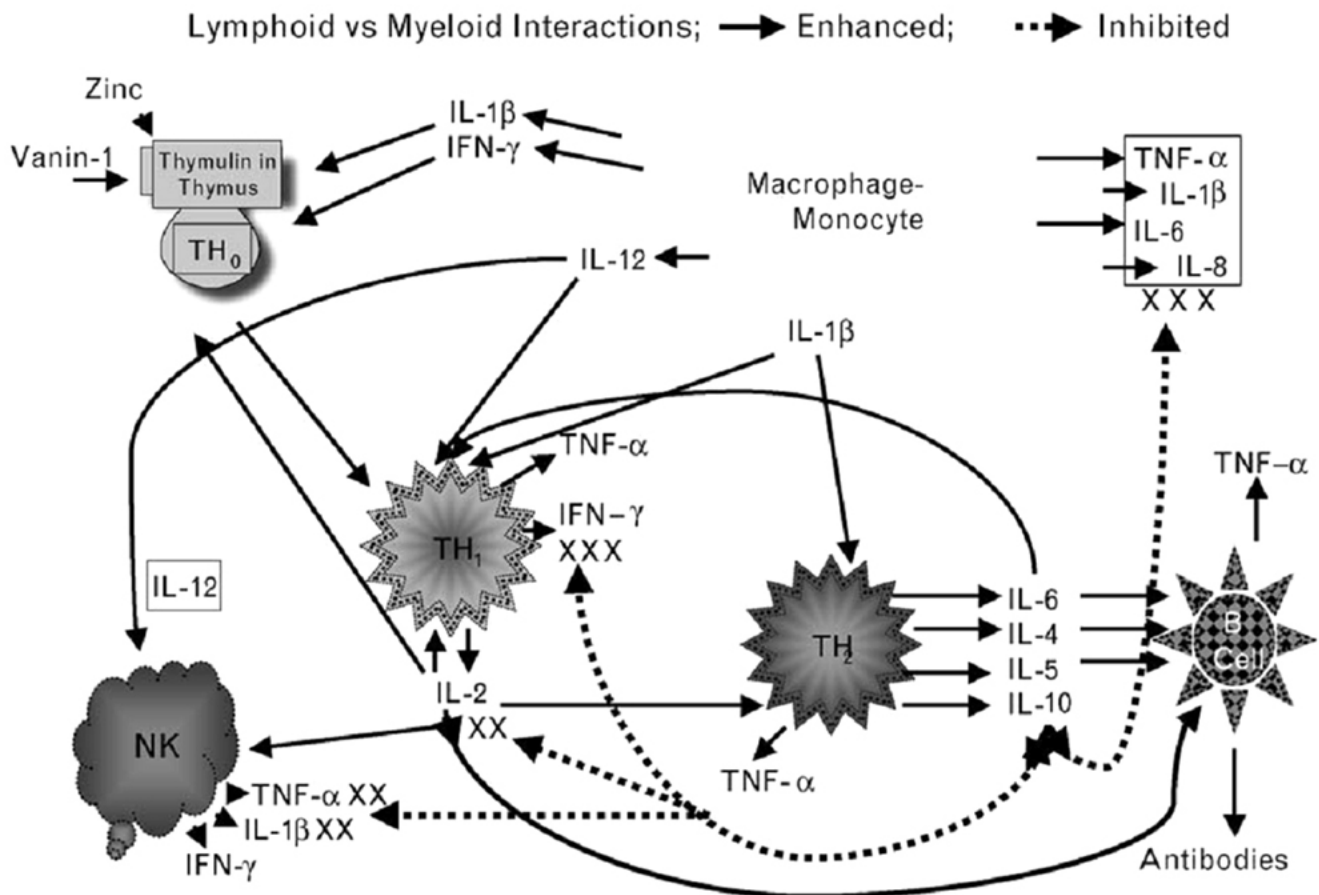 Lymphoid vs Myeloid Interactions; Enhanced; Inhibited
Zinc
Vanin-1
Thymulin in
Thymus
TH0
IL-1β
IFN-γ
Macrophage-
Monocyte
TNF-α
IL-1β
IL-6
IL-8
X X X
IL-12
IL-1β
TNF-α
IFN-γ
XXX
TH1
IL-12
TNF-α
IL-6
IL-4
IL-5
IL-10
TH2
B
Cell
IL-2
XX
NK
TNF-α
TNF-α XX
IL-1β XX
IFN-γ
Antibodies